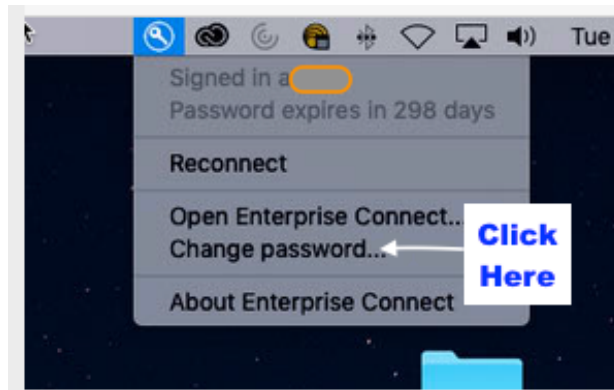 Tue
Signed in a
Password expires in 298 days
Reconnect
Open Enterprise Connect...
Change password...
Click
Here
About Enterprise Connect